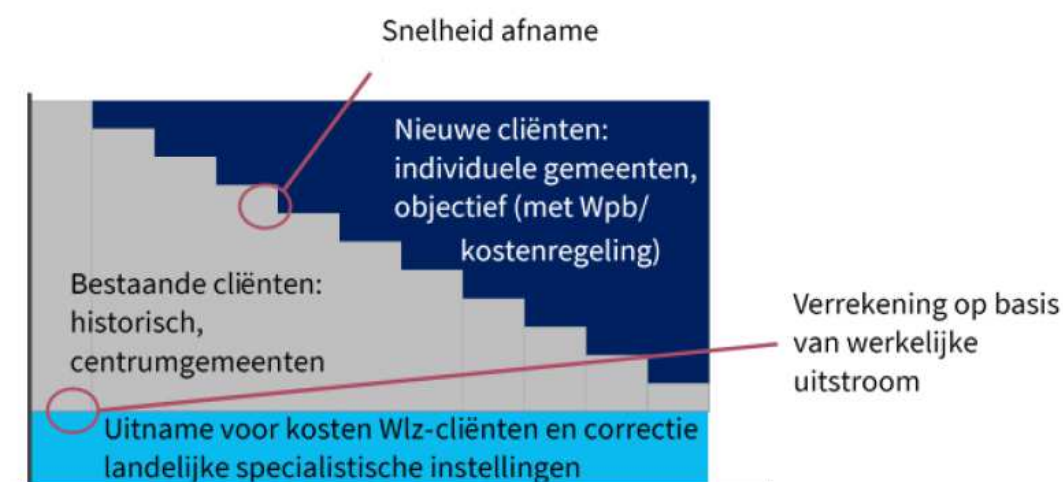 Snelheid afname
Nieuwe cliënten:
individuele gemeenten,
objectief (met Wpb/
kostenregeling)
Bestaande cliënten:
historisch,
centrumgemeenten
Verrekening op basis
van werkelijke
uitstroom
Uitname voor kosten Wlz-cliënten en correctie
landelijke specialistische instellingen